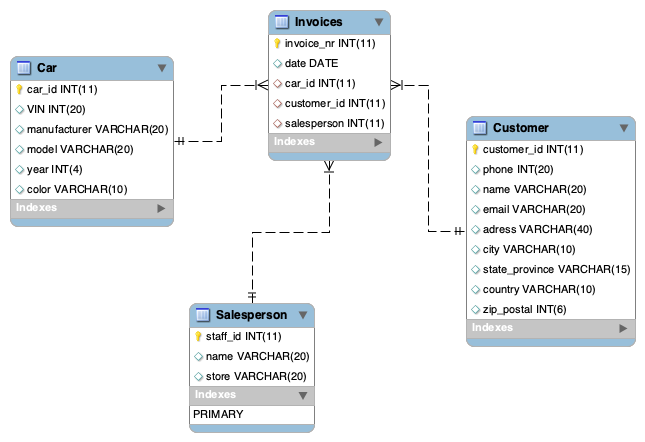 Invoices
invoice_nr INT(11)
date DATE
car_id INT(11)
customer_id INT(11)
salesperson INT(11)
Indexes
Car
car_id INT(11)
VIN INT(20)
manufacturer VARCHAR(20)
model VARCHAR(20)
year INT(4)
color VARCHAR(10)
Indexes
Customer
customer_id INT(11)
phone INT(20)
name VARCHAR(20)
email VARCHAR(20)
adress VARCHAR(40)
city VARCHAR(10)
state_province VARCHAR(15)
country VARCHAR(10)
zip_postal INT(6)
Indexes
Salesperson
staff_id INT(11)
name VARCHAR(20)
store VARCHAR(20)
Indexes
PRIMARY